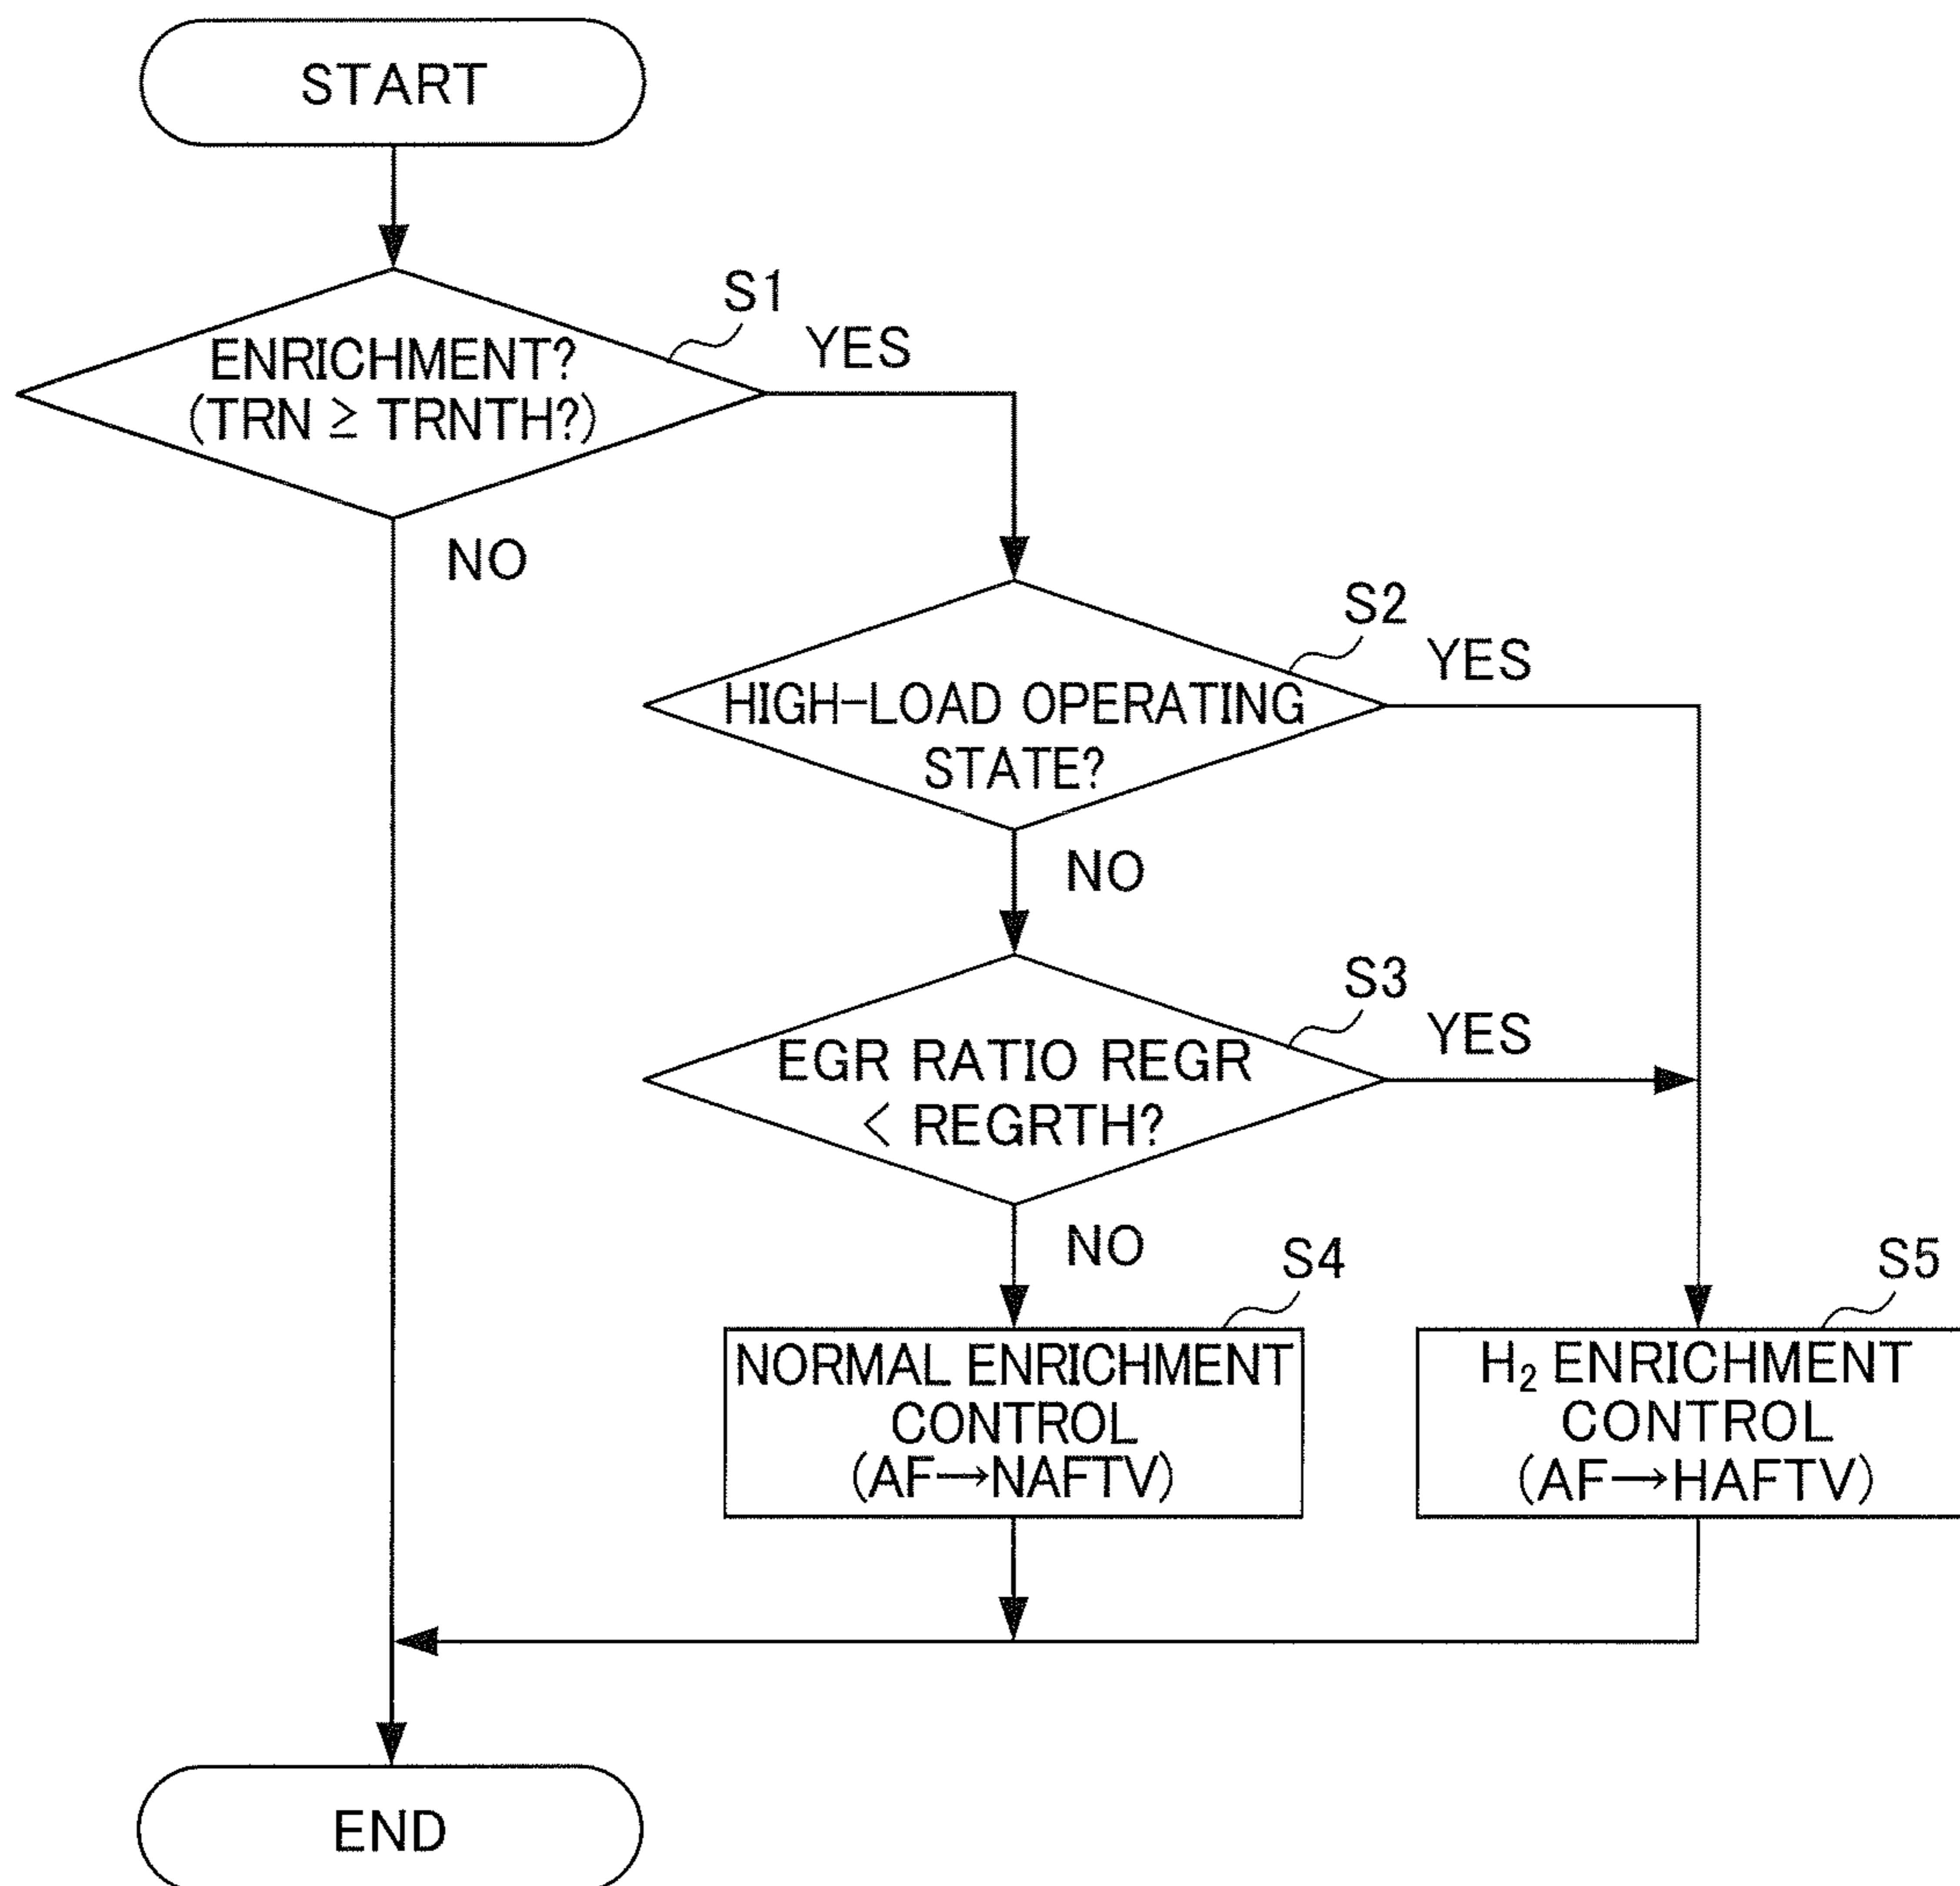 START
S1
YES
ENRICHMENT?
(TRN ≧ TRNTH?)
NO
S2
YES
HIGH-LOAD OPERATING
STATE?
NO
S3
YES
EGR RATIO REGR
< REGRTH?
NO
S4
S5
NORMAL ENRICHMENT
CONTROL
(AF→NAFTV)
H₂ ENRICHMENT
CONTROL
(AF→HAFTV)
END